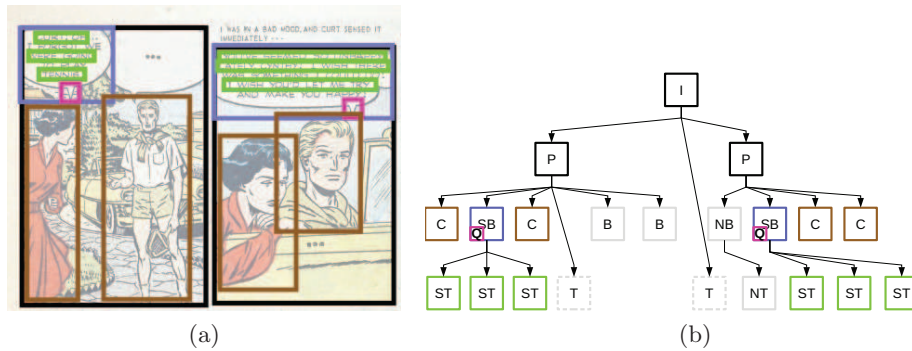 I WAS IN A BAD MOOD, AND CURT SENSED IT
IMMEDIATELY ...
I WISH YOU'D LET ME TRY
AND MAKE YOU HAPPY!
I
P
P
C
SB
C
B
B
NB
SB
C
C
Q
Q
ST
ST
ST
T
T
NT
ST
ST
ST
(a)
(b)